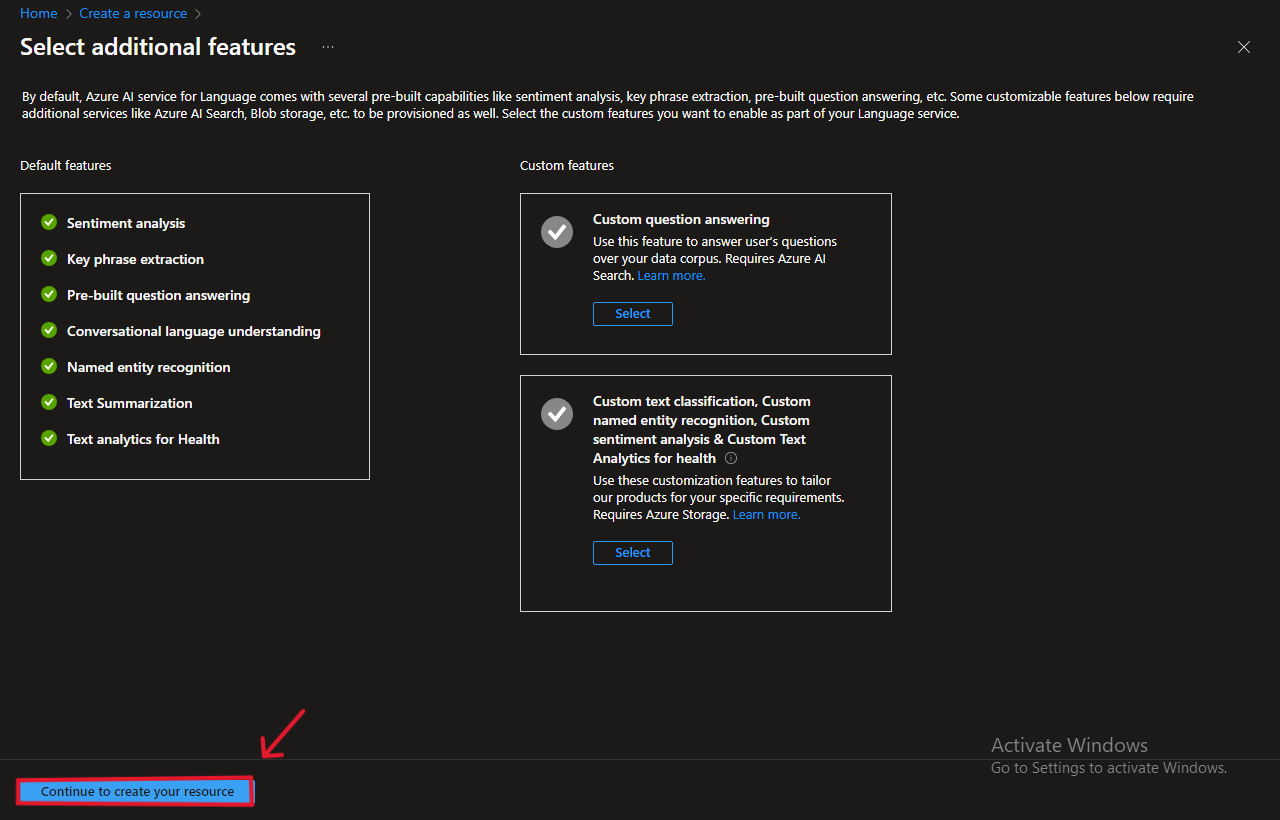 Home > Create a resource >
Select additional features ...
By default, Azure AI service for Language comes with several pre-built capabilities like sentiment analysis, key phrase extraction, pre-built question answering, etc. Some customizable features below require
additional services like Azure AI Search, Blob storage, etc. to be provisioned as well. Select the custom features you want to enable as part of your Language service.
Default features
Sentiment analysis
Key phrase extraction
Pre-built question answering
Conversational language understanding
Named entity recognition
Text Summarization
Text analytics for Health
Custom features
Custom question answering
Use this feature to answer user's questions
over your data corpus. Requires Azure AI
Search. Learn more.
Select
Custom text classification, Custom
named entity recognition, Custom
sentiment analysis & Custom Text
Analytics for health
Use these customization features to tailor
our products for your specific requirements.
Requires Azure Storage. Learn more.
Select
Activate Windows
Go to Settings to activate Windows.
Continue to create your resource